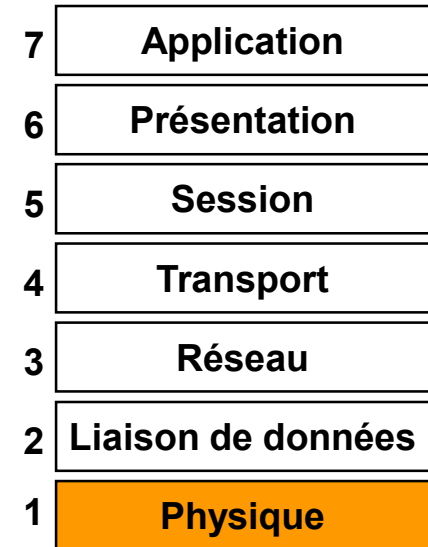 7 Application
6 Présentation
5 Session
4 Transport
3 Réseau
2 Liaison de données
1 Physique